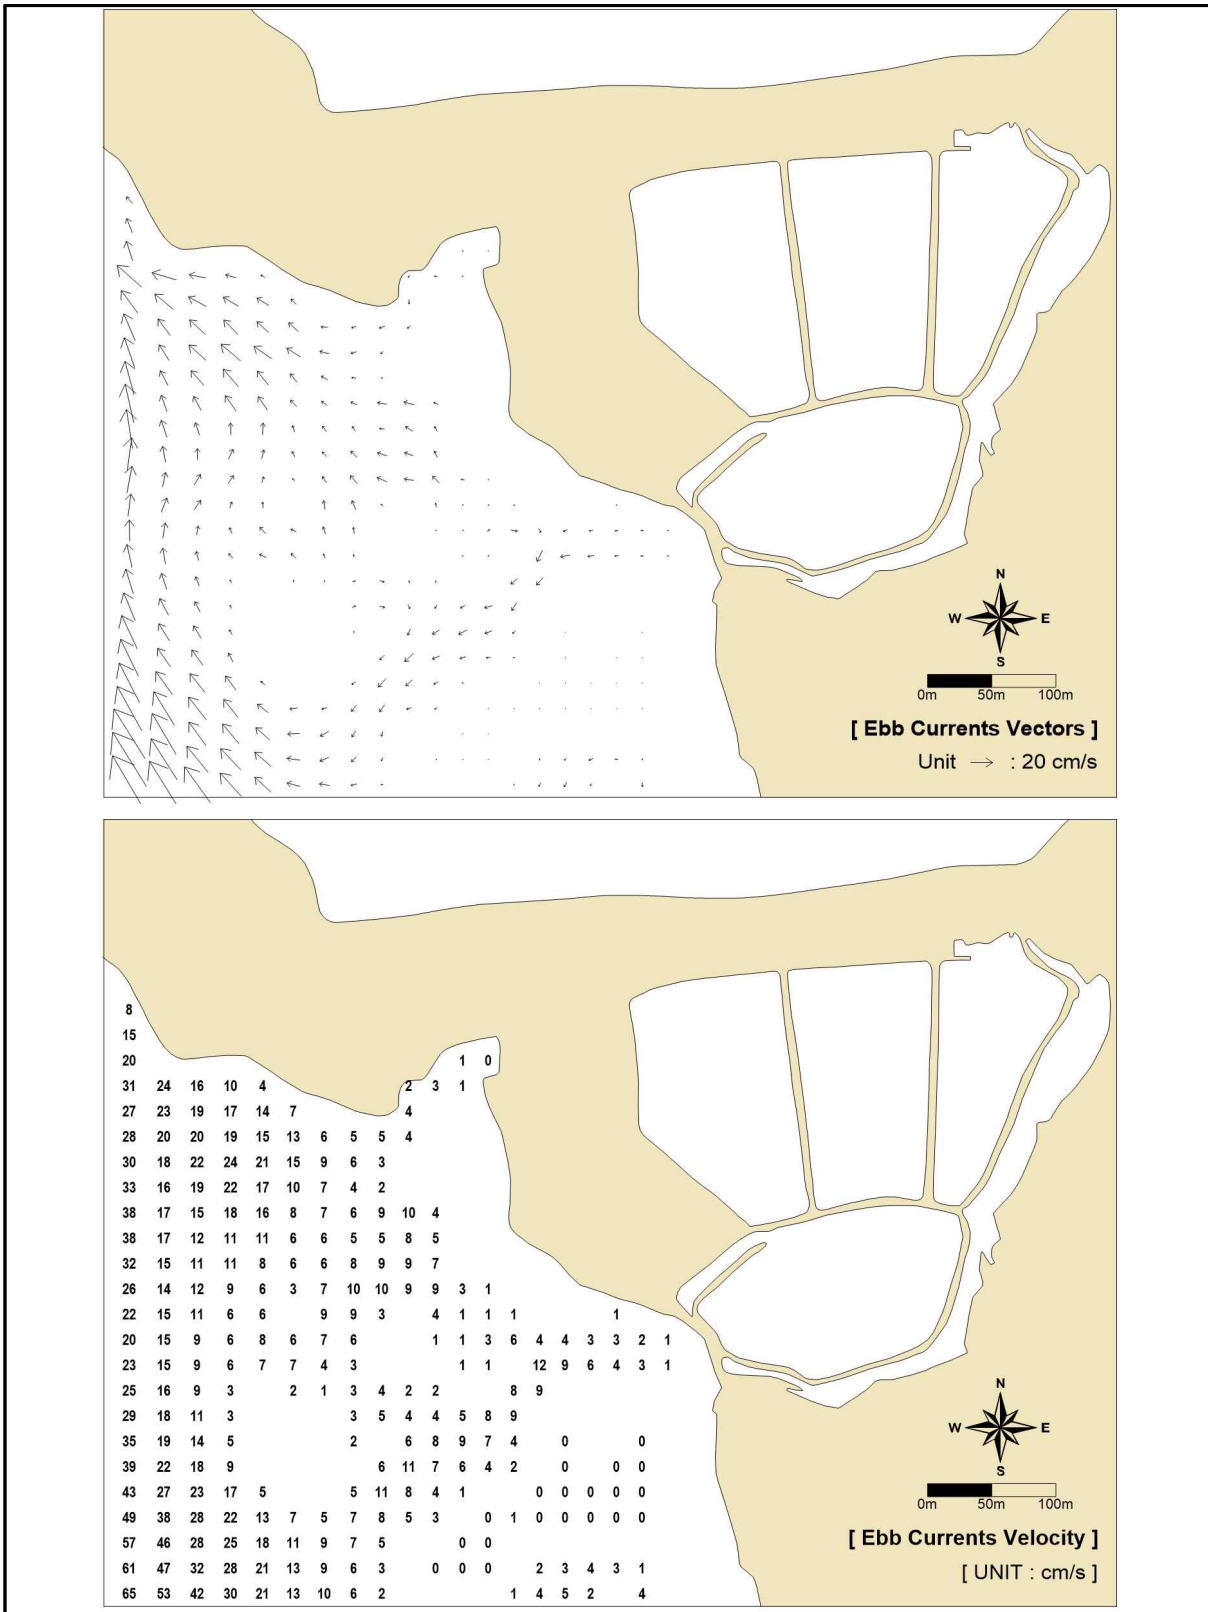 N
W E
S
0m 50m 100m
[ Ebb Currents Vectors ]
Unit → : 20 cm/s
8
15
20 1 0
31 24 16 10 4 2 3 1
27 23 19 17 14 7 4
28 20 20 19 15 13 6 5 5 4
30 18 22 24 21 15 9 6 3
33 16 19 22 17 10 7 4 2
38 17 15 18 16 8 7 6 9 10 4
38 17 12 11 11 6 6 5 5 8 5
32 15 11 11 8 6 6 8 9 9 7
26 14 12 9 6 3 7 10 10 9 9 3 1
22 15 11 6 6 9 9 3 4 1 1 1 1
20 15 9 6 8 6 7 6 1 1 3 6 4 4 3 3 2 1
23 15 9 6 7 7 4 3 1 1 12 9 6 4 3 1
25 16 9 3 2 1 3 4 2 2 8 9
29 18 11 3 3 5 4 4 5 8 9
35 19 14 5 2 6 8 9 7 4 0 0
39 22 18 9 6 11 7 6 4 2 0 0 0
43 27 23 17 5 5 11 8 4 1 0 0 0 0 0
49 38 28 22 13 7 5 7 8 5 3 0 1 0 0 0 0 0
57 46 28 25 18 11 9 7 5 0 0
61 47 32 28 21 13 9 6 3 0 0 0 2 3 4 3 1
65 53 42 30 21 13 10 6 2 1 4 5 2 4
N
W E
S
0m 50m 100m
[ Ebb Currents Velocity ]
[ UNIT : cm/s ]